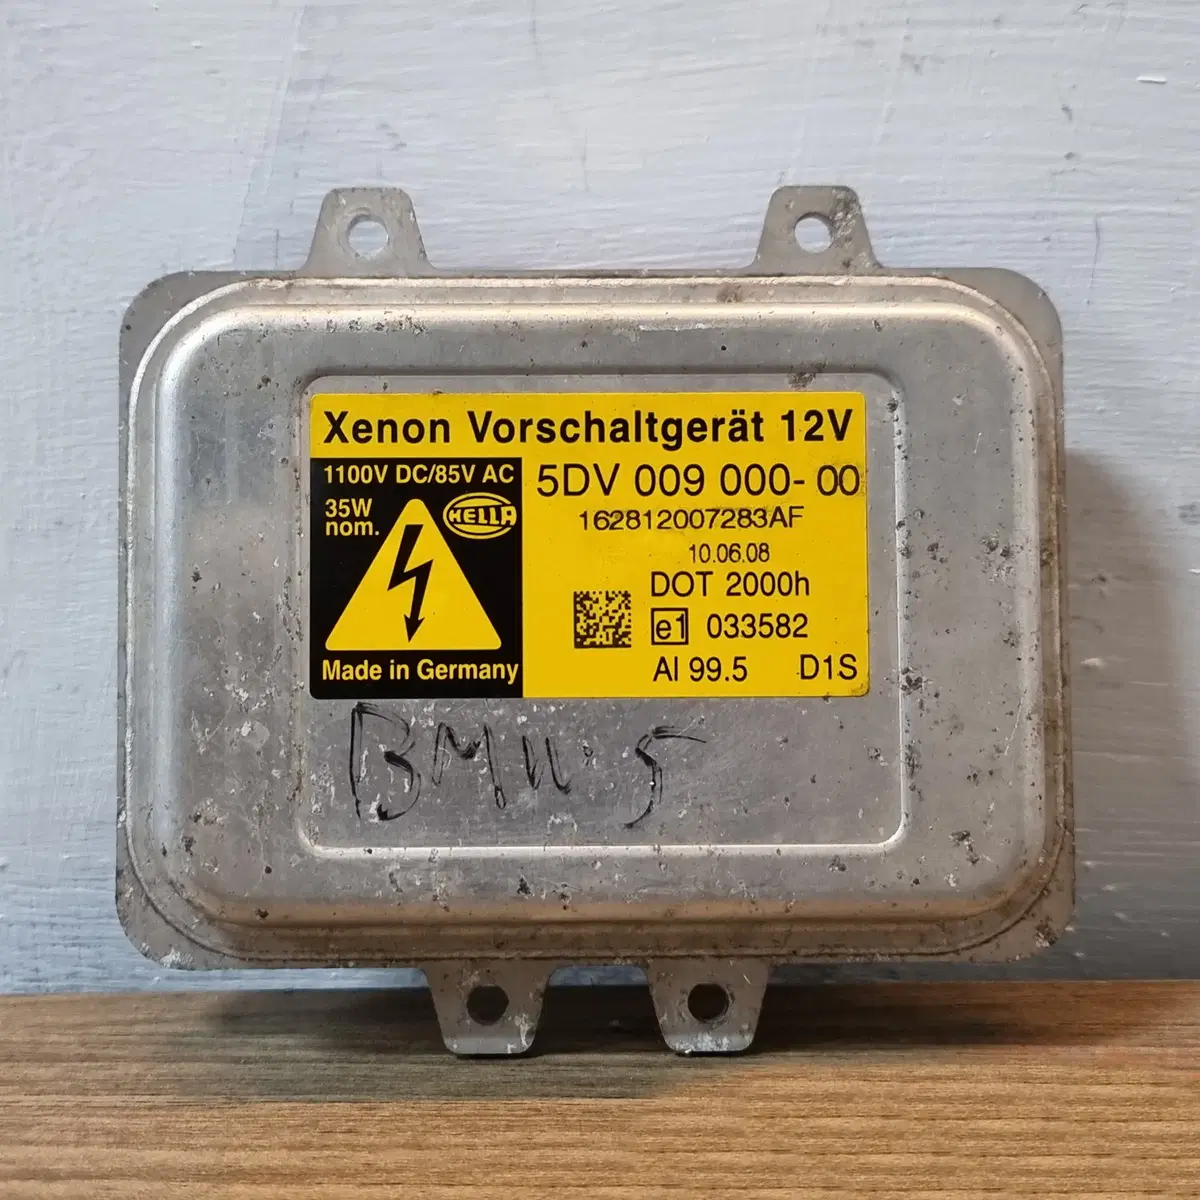 Xenon Vorschaltgerät 12V
1100V DC/85V AC
35W
nom.
HELLA
Made in Germany
5DV 009 000- 00
162812007283AF
10.06.08
DOT 2000h
e1 033582
Al 99.5 D1S
BMW 5